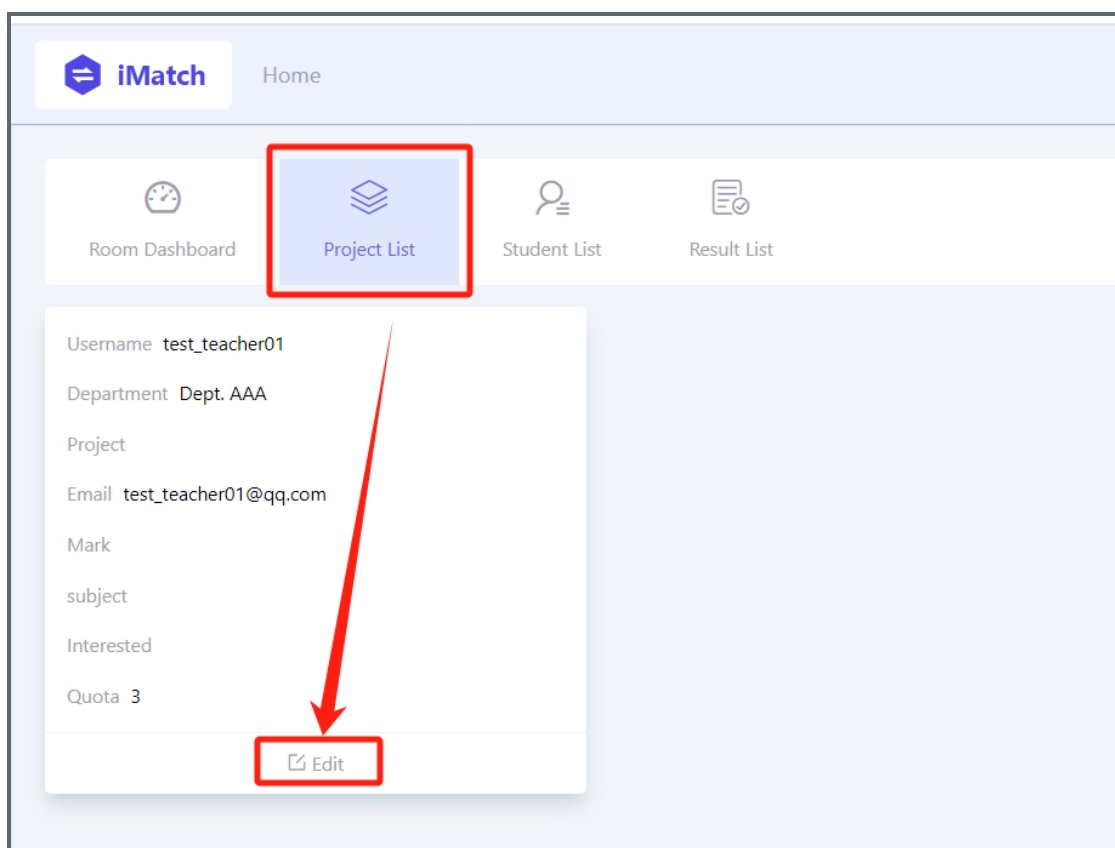 iMatch Home
Room Dashboard Project List Student List Result List
Username test_teacher01
Department Dept. AAA
Project
Email test_teacher01@qq.com
Mark
subject
Interested
Quota 3
Edit